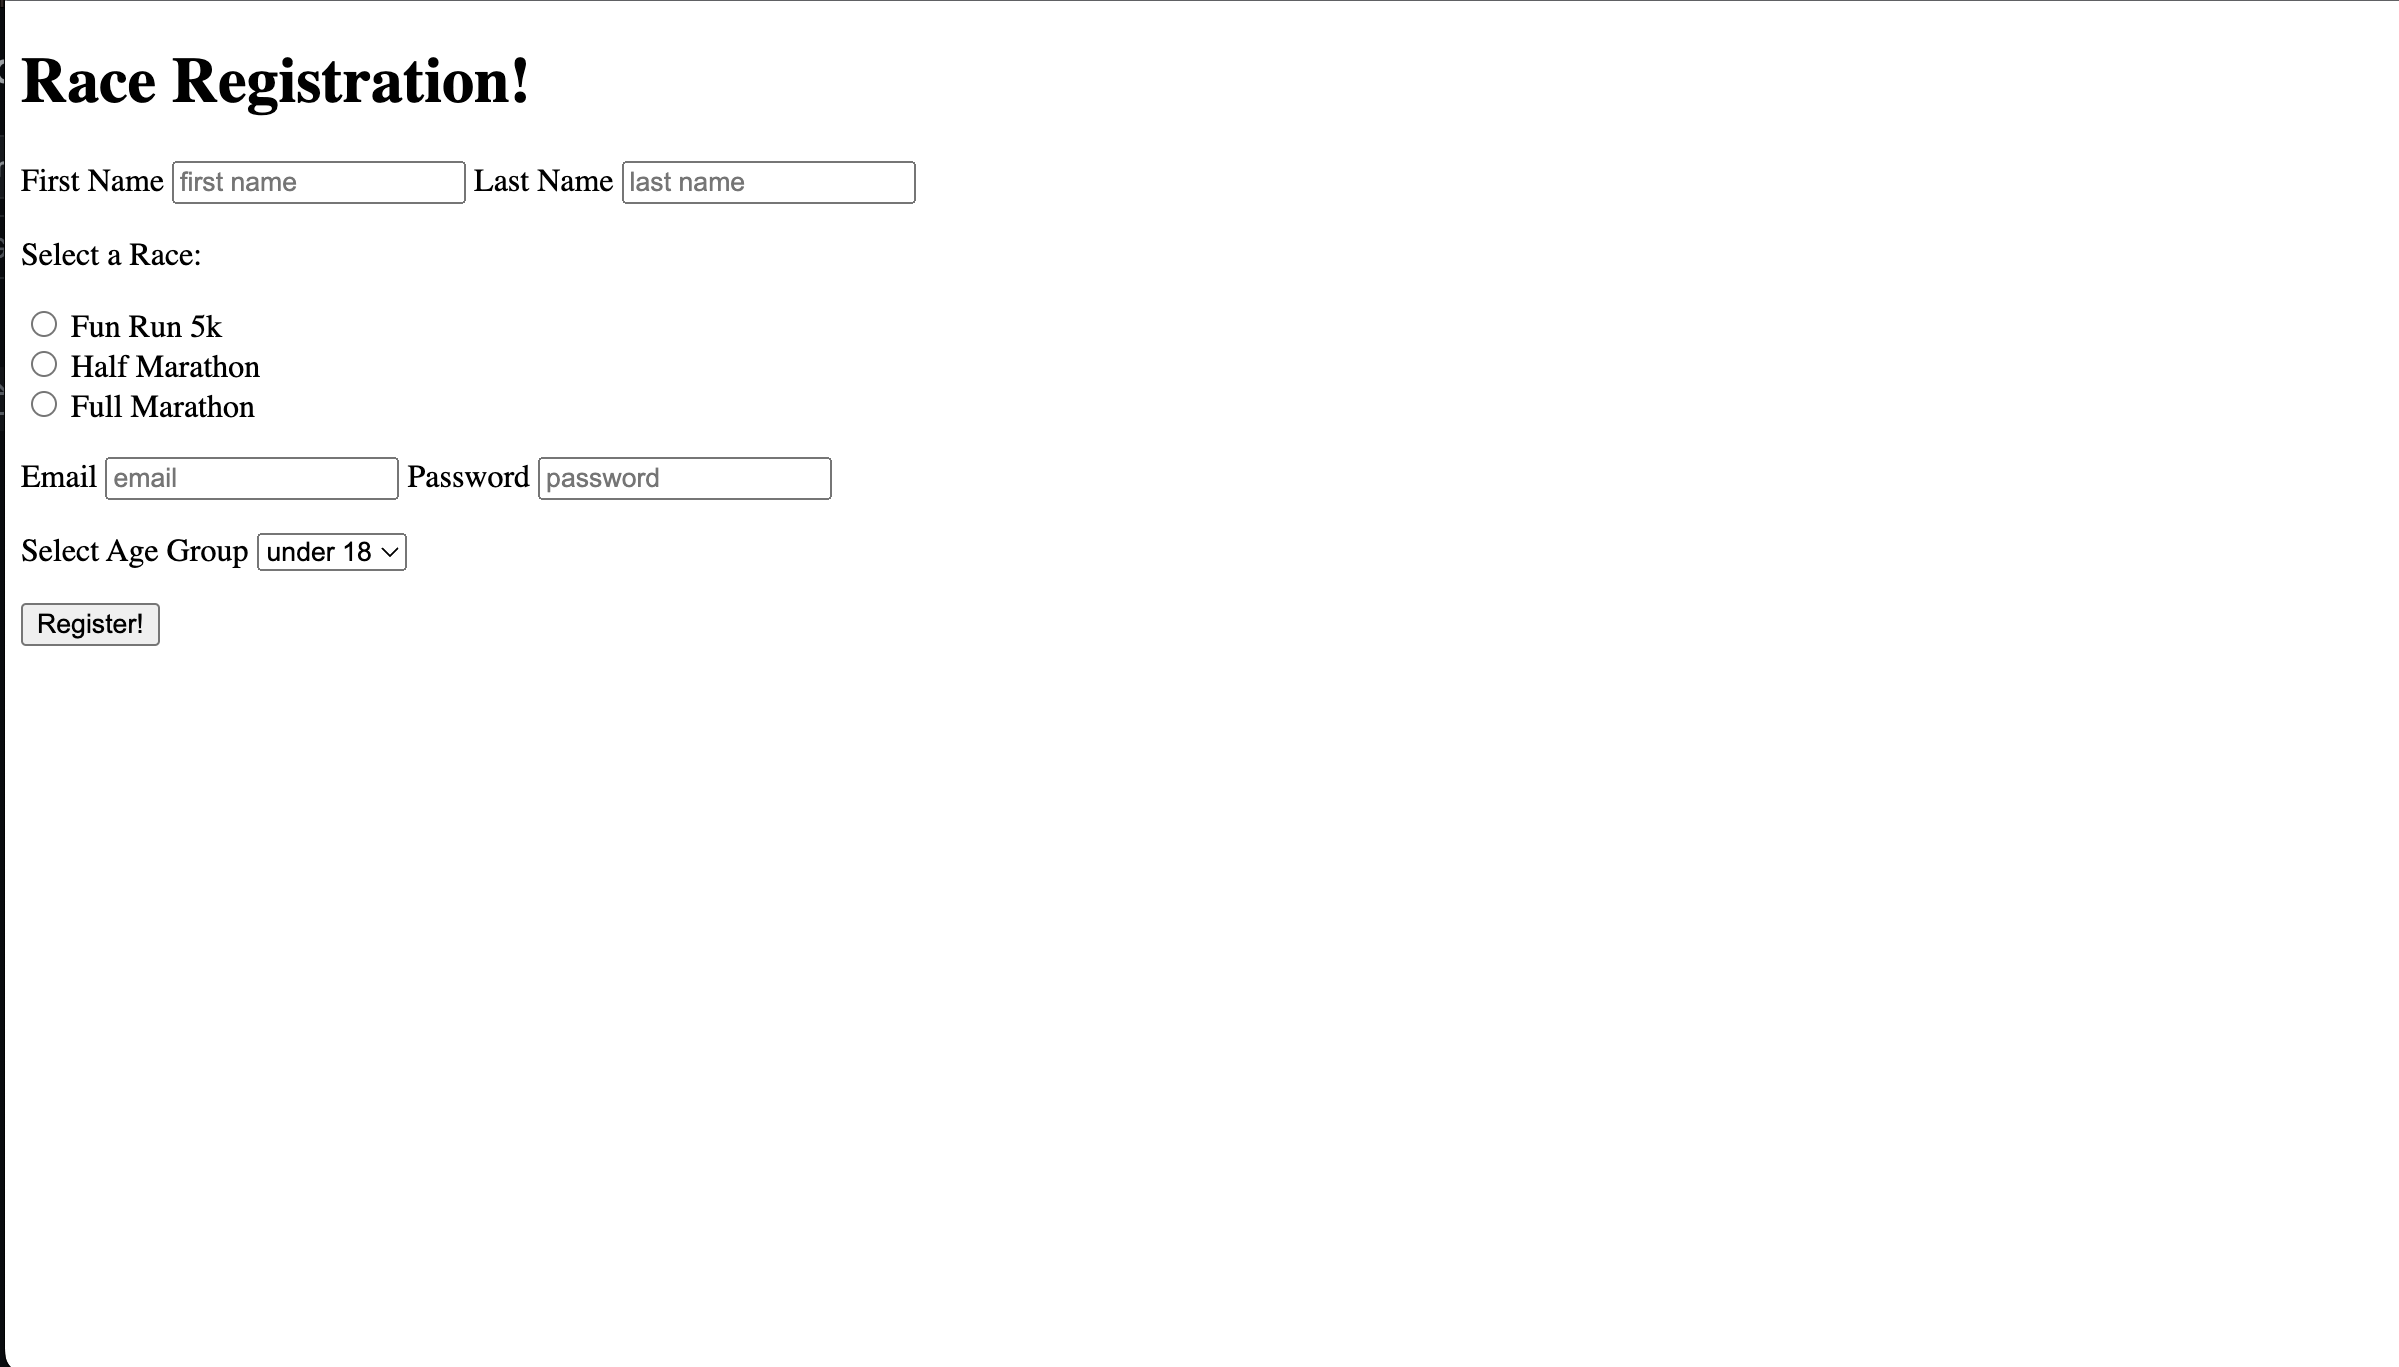 Race Registration!
First Name first name Last Name last name
Select a Race:
Fun Run 5k
Half Marathon
Full Marathon
Email email Password password
Select Age Group under 18
Register!